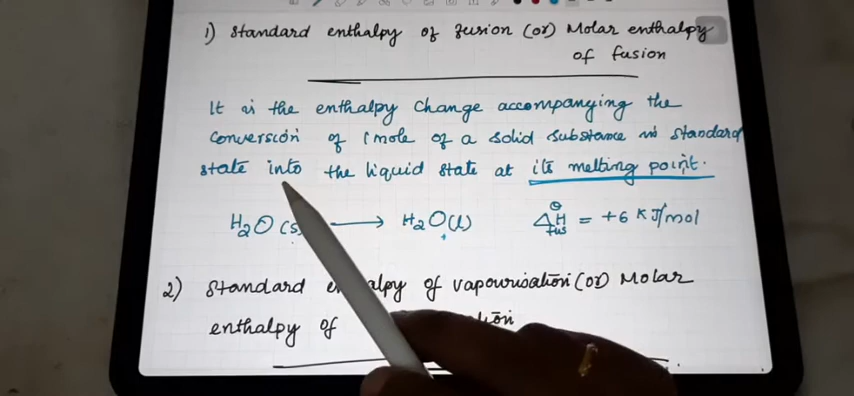 1) Standard enthalpy of fusion (or) Molar enthalpy
of fusion
It is the enthalpy change accompanying the
conversion of 1 mole of a solid substance in standard
state into the liquid state at its melting point.
H₂O (s) ⟶ H₂O(l) ΔH⊖fus = +6 KJ/mol
2) Standard of vapourisation (or) Molar
enthalpy of